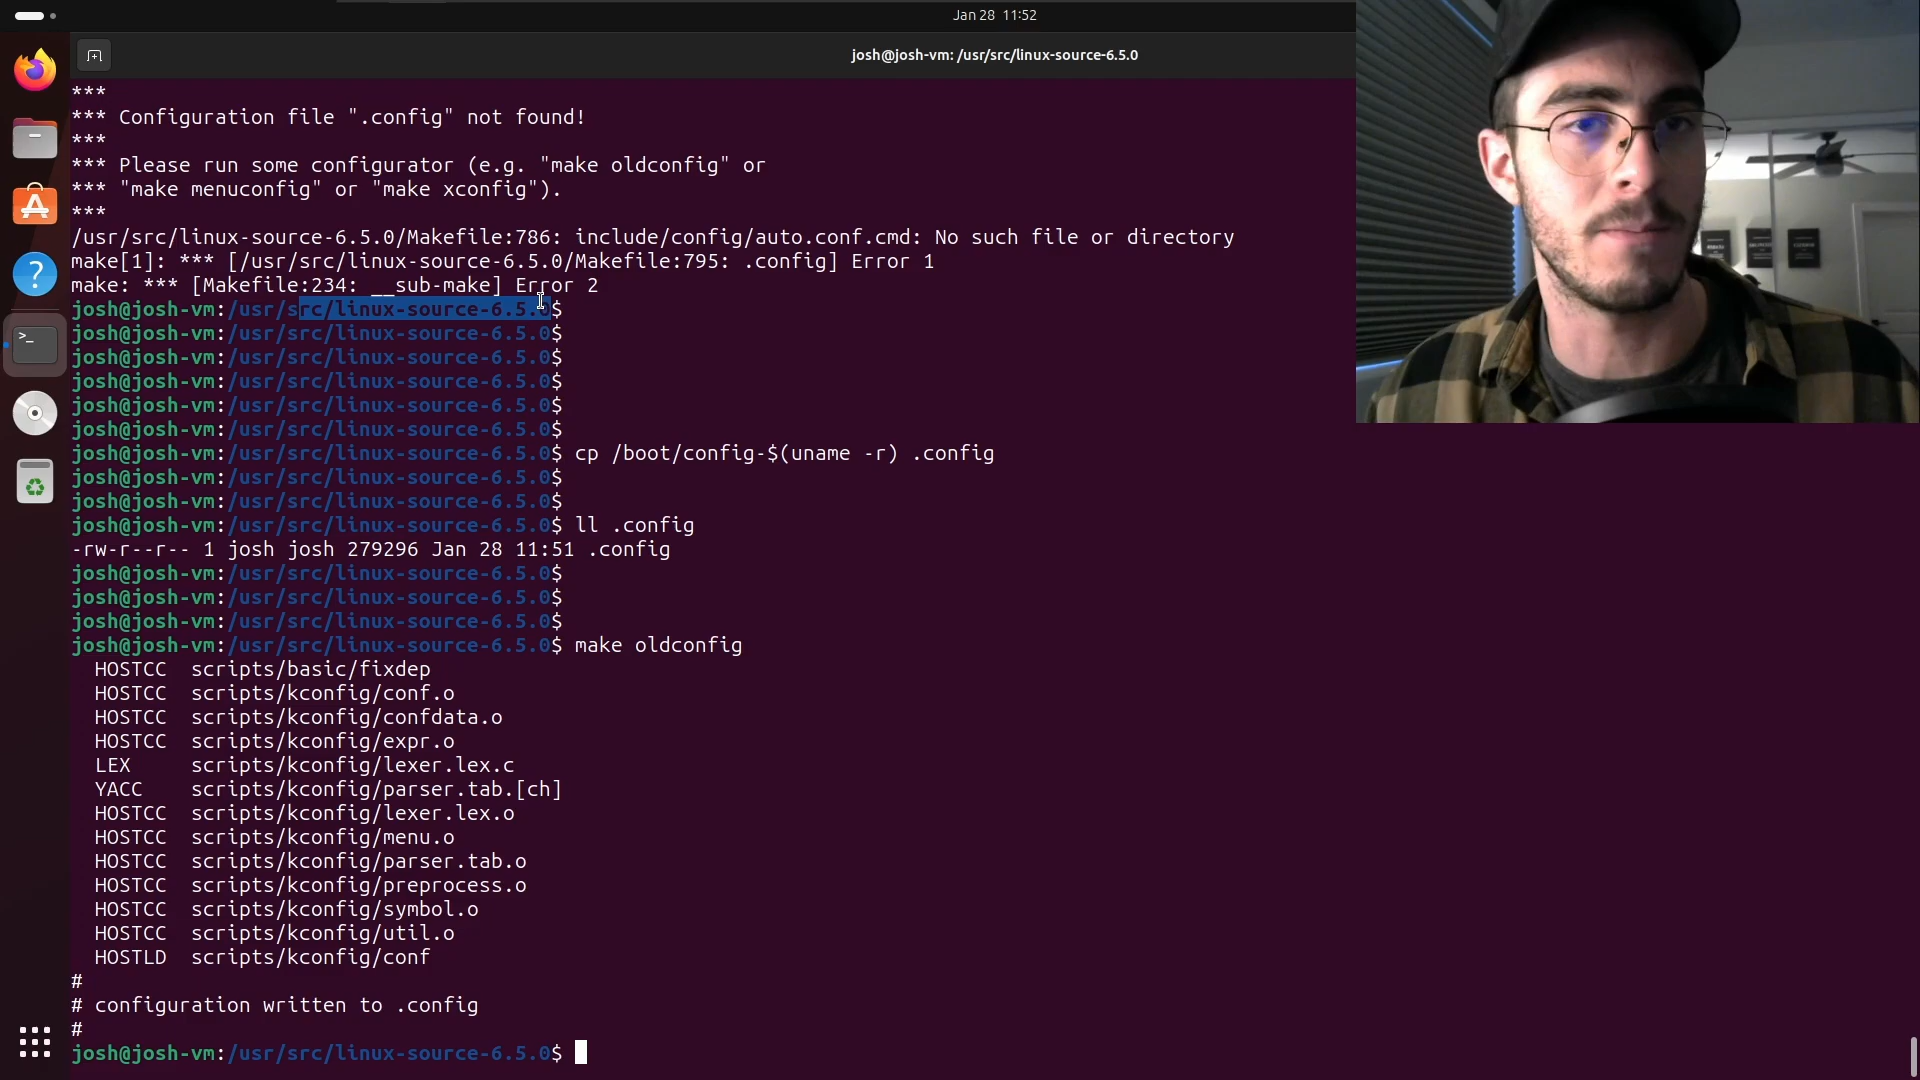 Jan 28 11:52
josh@josh-vm: /usr/src/linux-source-6.5.0
***
*** Configuration file ".config" not found!
***
*** Please run some configurator (e.g. "make oldconfig" or
*** "make menuconfig" or "make xconfig").
***
/usr/src/linux-source-6.5.0/Makefile:786: include/config/auto.conf.cmd: No such file or directory
make[1]: *** [/usr/src/linux-source-6.5.0/Makefile:795: .config] Error 1
make: *** [Makefile:234: __sub-make] Error 2
josh@josh-vm:/usr/src/linux-source-6.5.0$
josh@josh-vm:/usr/src/linux-source-6.5.0$
josh@josh-vm:/usr/src/linux-source-6.5.0$
josh@josh-vm:/usr/src/linux-source-6.5.0$
josh@josh-vm:/usr/src/linux-source-6.5.0$
josh@josh-vm:/usr/src/linux-source-6.5.0$
josh@josh-vm:/usr/src/linux-source-6.5.0$ cp /boot/config-$(uname -r) .config
josh@josh-vm:/usr/src/linux-source-6.5.0$
josh@josh-vm:/usr/src/linux-source-6.5.0$
josh@josh-vm:/usr/src/linux-source-6.5.0$ ll .config
-rw-r--r-- 1 josh josh 279296 Jan 28 11:51 .config
josh@josh-vm:/usr/src/linux-source-6.5.0$
josh@josh-vm:/usr/src/linux-source-6.5.0$
josh@josh-vm:/usr/src/linux-source-6.5.0$
josh@josh-vm:/usr/src/linux-source-6.5.0$ make oldconfig
HOSTCC scripts/basic/fixdep
HOSTCC scripts/kconfig/conf.o
HOSTCC scripts/kconfig/confdata.o
HOSTCC scripts/kconfig/expr.o
LEX scripts/kconfig/lexer.lex.c
YACC scripts/kconfig/parser.tab.[ch]
HOSTCC scripts/kconfig/lexer.lex.o
HOSTCC scripts/kconfig/menu.o
HOSTCC scripts/kconfig/parser.tab.o
HOSTCC scripts/kconfig/preprocess.o
HOSTCC scripts/kconfig/symbol.o
HOSTCC scripts/kconfig/util.o
HOSTLD scripts/kconfig/conf
#
# configuration written to .config
#
josh@josh-vm:/usr/src/linux-source-6.5.0$